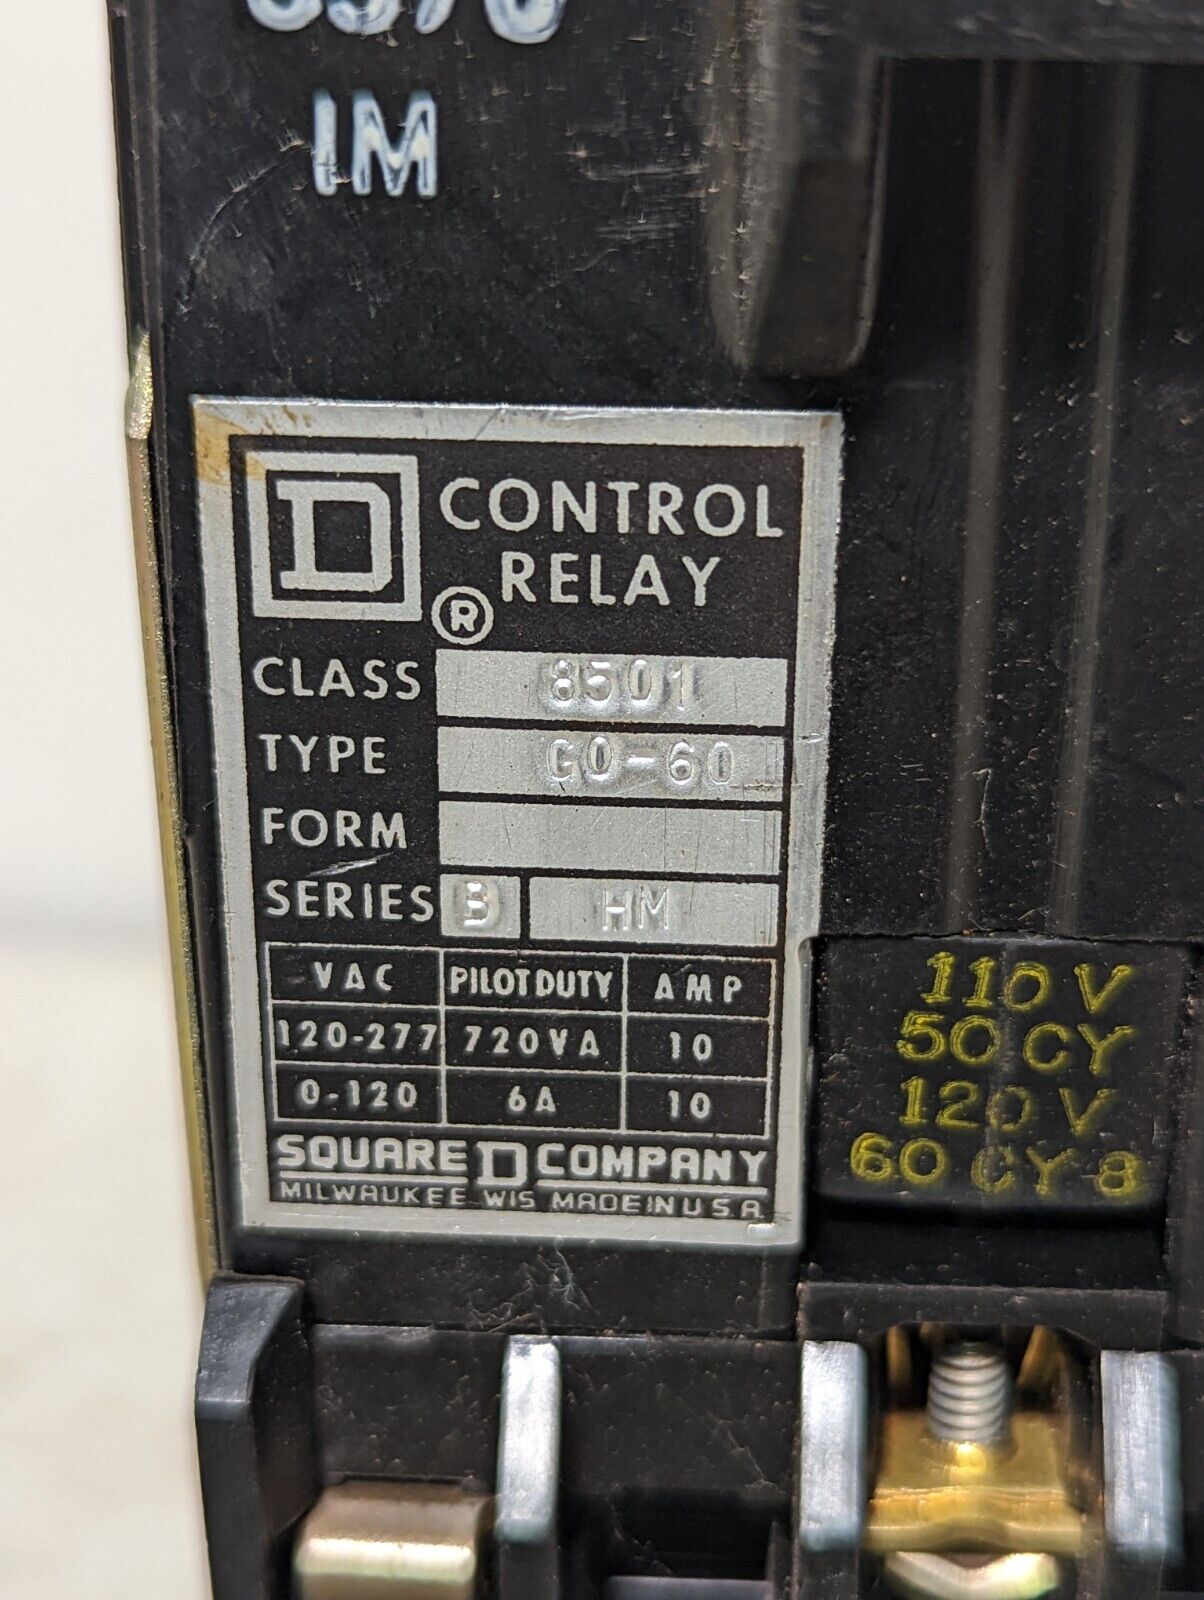 IM
D
CONTROL
RELAY
®
CLASS 8501
TYPE GO-60
FORM
SERIES B HM
VAC PILOT DUTY AMP
120-277 720VA 10
0-120 6A 10
SQUARE D COMPANY
MILWAUKEE WIS MADE IN U S A
110 V
50 CY
120 V
60 CY 8